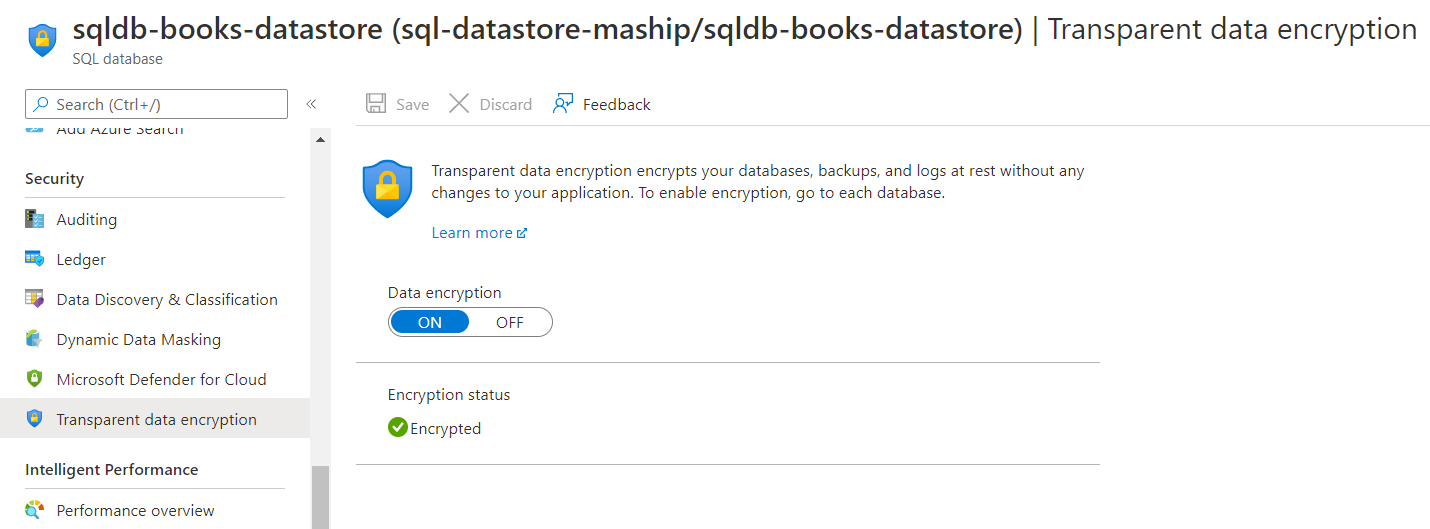 sqldb-books-datastore (sql-datastore-maship/sqldb-books-datastore) | Transparent data encryption
SQL database
Search (Ctrl+/)
«
Add Azure Search
Security
Auditing
Ledger
Data Discovery & Classification
Dynamic Data Masking
Microsoft Defender for Cloud
Transparent data encryption
Intelligent Performance
Performance overview
Save Discard Feedback
Transparent data encryption encrypts your databases, backups, and logs at rest without any
changes to your application. To enable encryption, go to each database.
Learn more
Data encryption
ON OFF
Encryption status
Encrypted